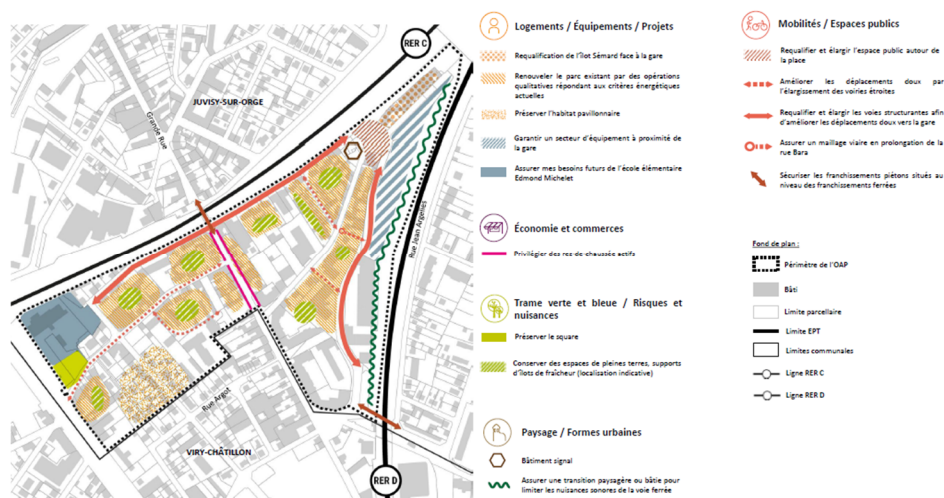 RER C
JUVISY-SUR-ORGE
Grande Rue
Rue Jean Argeliès
Rue Argot
VIRY-CHÂTILLON
RER D
Logements / Équipements / Projets
Requalification de l'îlot Sémard face à la gare
Renouveler le parc existant par des opérations
qualitatives répondant aux critères énergétiques
actuelles
Préserver l'habitat pavillonnaire
Garantir un secteur d'équipement à proximité de
la gare
Assurer mes besoins futurs de l'école élémentaire
Edmond Michelet
Économie et commerces
Privilégier des rez-de-chaussée actifs
Trame verte et bleue / Risques et
nuisances
Préserver le square
Conserver des espaces de pleines terres, supports
d'îlots de fraîcheur (localisation indicative)
Paysage / Formes urbaines
Bâtiment signal
Assurer une transition paysagère ou bâtie pour
limiter les nuisances sonores de la voie ferrée
Mobilités / Espaces publics
Requalifier et élargir l'espace public autour de
la place
Améliorer les déplacements doux par
l'élargissement des voiries étroites
Requalifier et élargir les voies structurantes afin
d'améliorer les déplacements doux vers la gare
Assurer un maillage viaire en prolongation de la
rue Bara
Sécuriser les franchissements piétons situés au
niveau des franchissements ferrées
Fond de plan :
Périmètre de l'OAP
Bâti
Limite parcellaire
Limite EPT
Limites communales
Ligne RER C
Ligne RER D